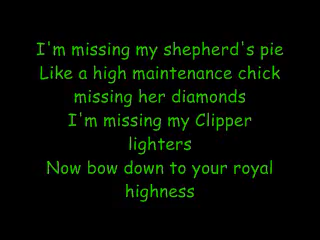 I'm missing my shepherd's pie
Like a high maintenance chick
missing her diamonds
I'm missing my Clipper
lighters
Now bow down to your royal
highness